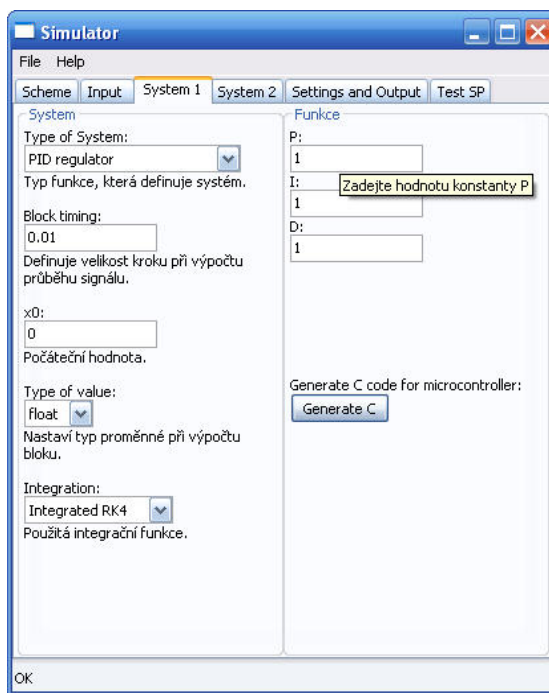 Simulator
File Help
Scheme Input System 1 System 2 Settings and Output Test SP
System
Type of System:
PID regulator
Typ funkce, která definuje systém.
Block timing:
0.01
Definuje velikost kroku při výpočtu
průběhu signálu.
x0:
0
Počáteční hodnota.
Type of value:
float
Nastaví typ proměnné při výpočtu
bloku.
Integration:
Integrated RK4
Použitá integrační funkce.
Funkce
P:
1
Zadejte hodnotu konstanty P
I:
1
D:
1
Generate C code for microcontroller:
Generate C
OK